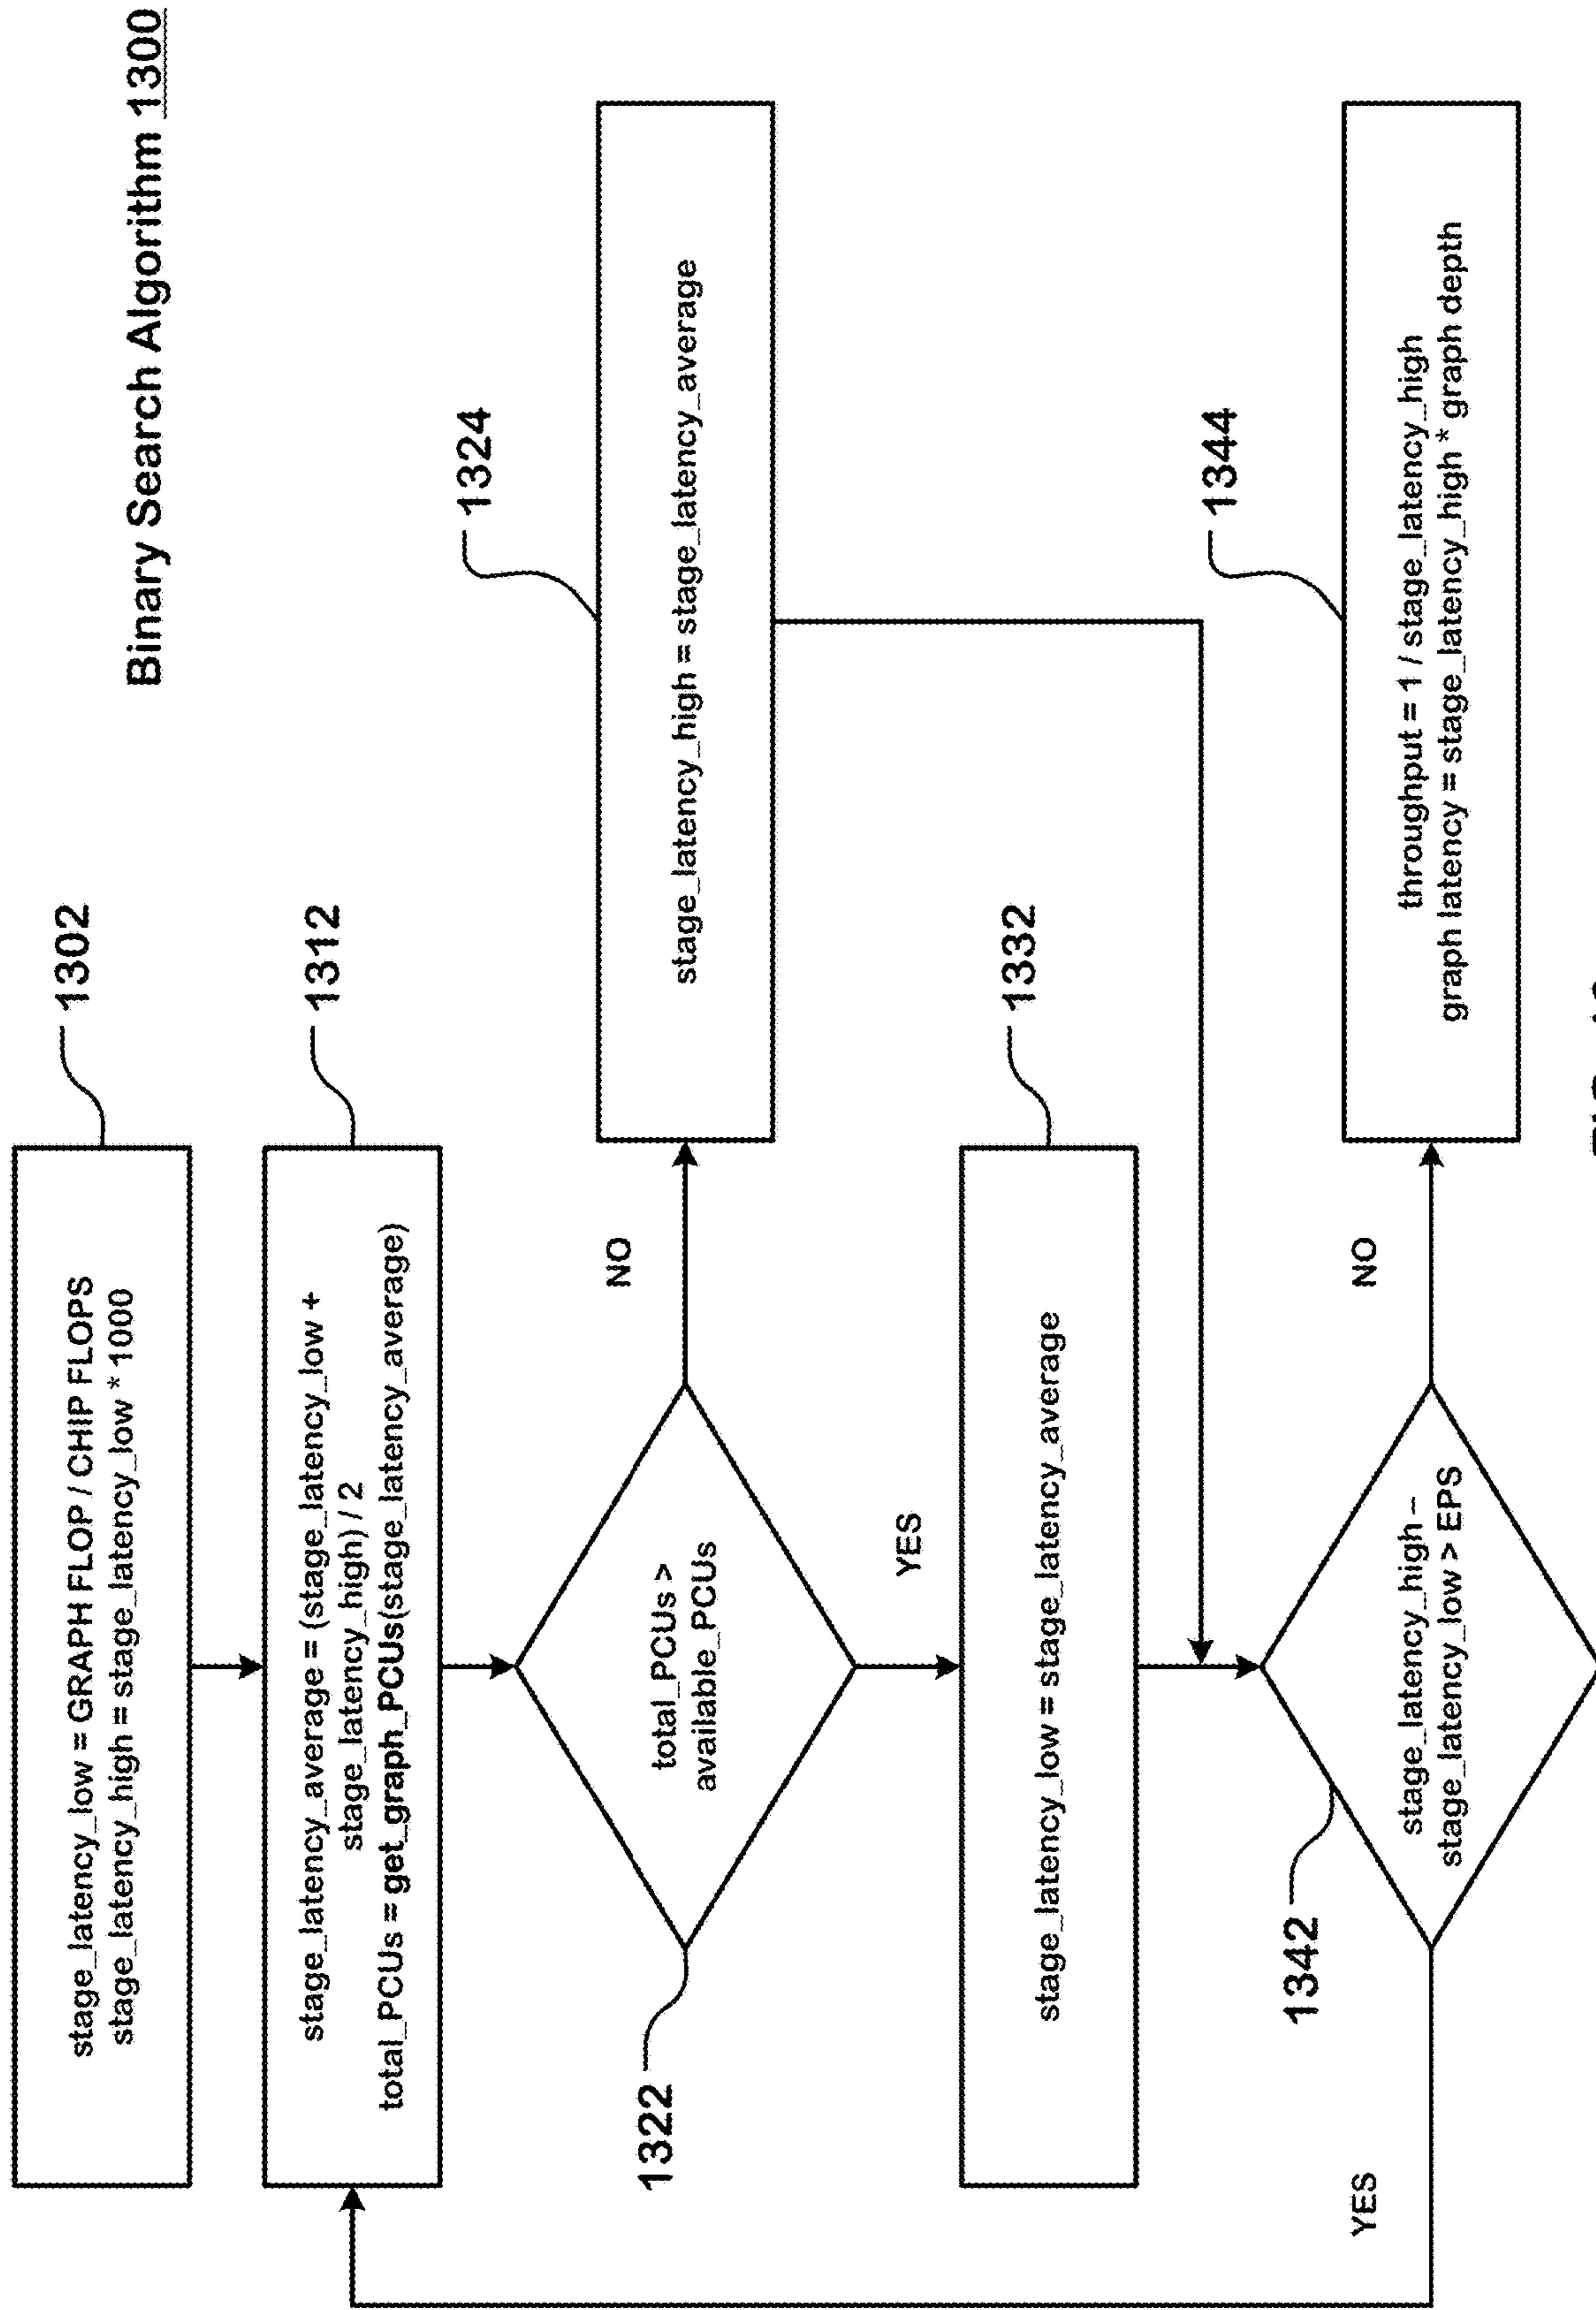 Binary Search Algorithm 1300
1302
stage_latency_low = GRAPH FLOP / CHIP FLOPS
stage_latency_high = stage_latency_low * 1000
1312
stage_latency_average = (stage_latency_low +
stage_latency_high) / 2
total_PCUs = get_graph_PCUs(stage_latency_average)
1322
total_PCUs >
available_PCUs
NO
1324
stage_latency_high = stage_latency_average
YES
1332
stage_latency_low = stage_latency_average
1342
stage_latency_high –
stage_latency_low > EPS
YES
NO
1344
throughput = 1 / stage_latency_high
graph latency = stage_latency_high * graph depth